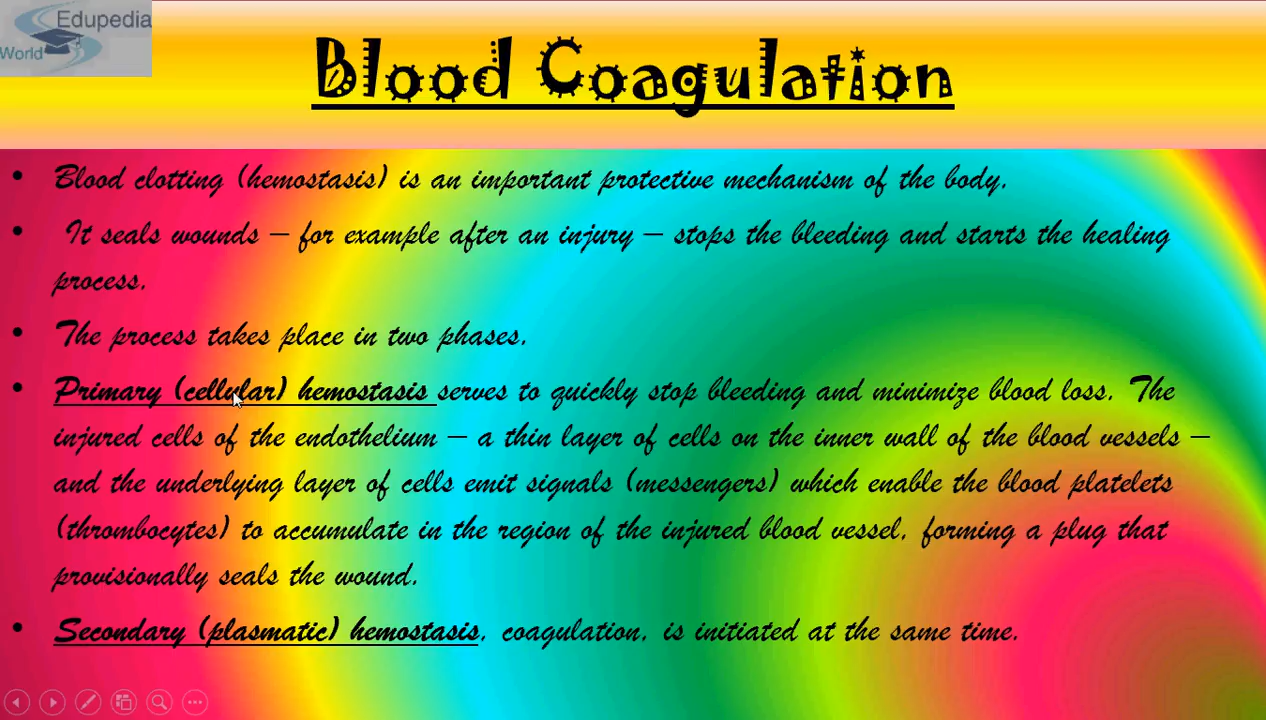 Edupedia
World
Blood Coagulation
• Blood clotting (hemostasis) is an important protective mechanism of the body.
• It seals wounds – for example after an injury – stops the bleeding and starts the healing
process.
• The process takes place in two phases.
• Primary (cellular) hemostasis serves to quickly stop bleeding and minimize blood loss. The
injured cells of the endothelium – a thin layer of cells on the inner wall of the blood vessels –
and the underlying layer of cells emit signals (messengers) which enable the blood platelets
(thrombocytes) to accumulate in the region of the injured blood vessel, forming a plug that
provisionally seals the wound.
• Secondary (plasmatic) hemostasis, coagulation, is initiated at the same time.